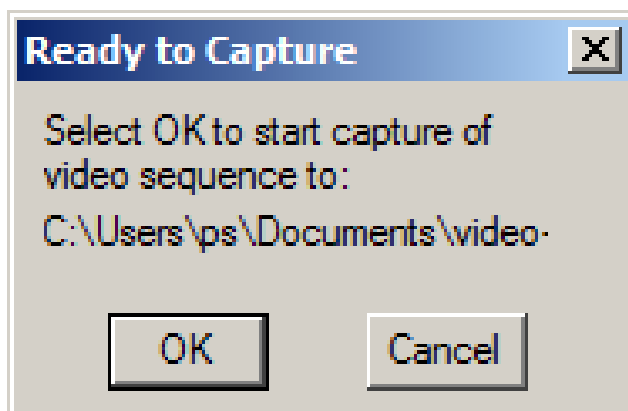 Ready to Capture
Select OK to start capture of
video sequence to:
C:\Users\ps\Documents\video-
OK Cancel